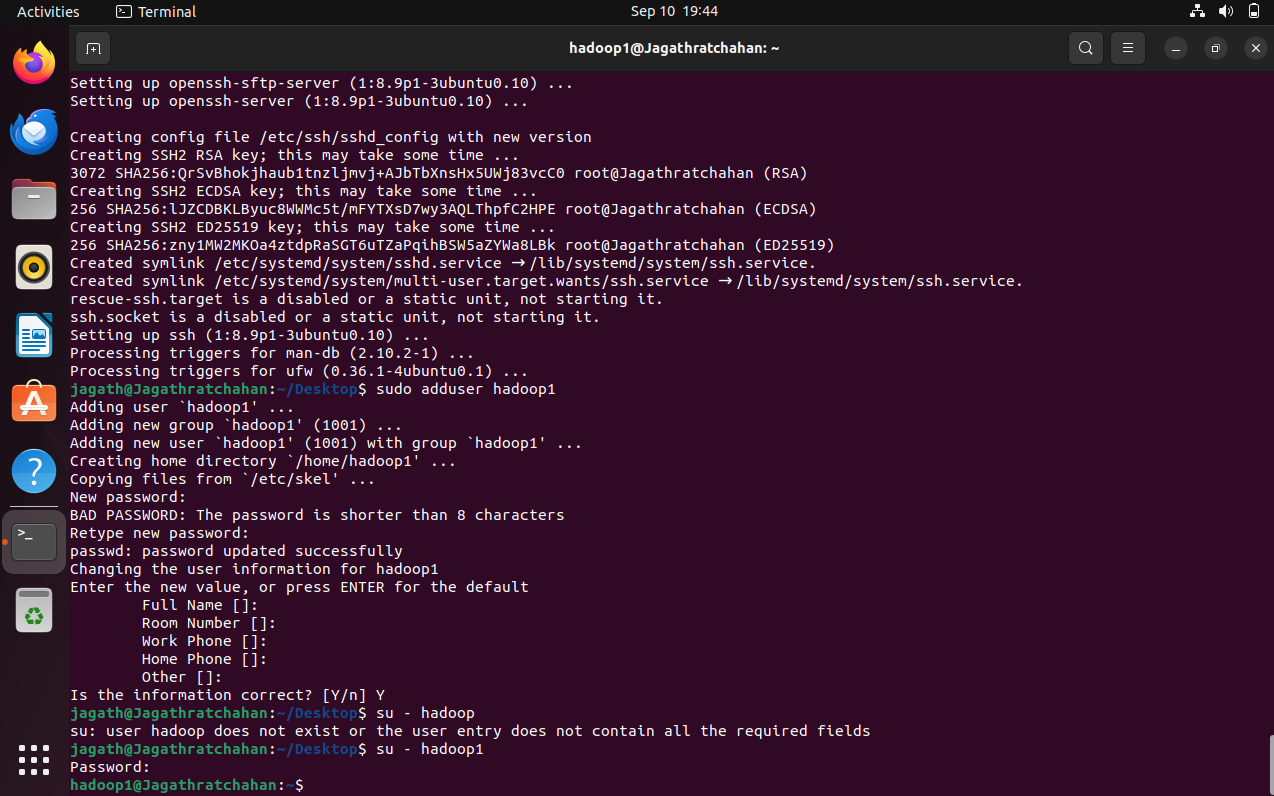 Activities
Terminal
Sep 10 19:44
hadoop1@Jagathratchahan: ~
Setting up openssh-sftp-server (1:8.9p1-3ubuntu0.10) ...
Setting up openssh-server (1:8.9p1-3ubuntu0.10) ...
Creating config file /etc/ssh/sshd_config with new version
Creating SSH2 RSA key; this may take some time ...
3072 SHA256:QrSvBhokjhaub1tnzljmvj+AJbTbXnsHx5UWj83vcC0 root@Jagathratchahan (RSA)
Creating SSH2 ECDSA key; this may take some time ...
256 SHA256:lJZCDBKLByuc8WWMc5t/mFYTXsD7wy3AQLThpfC2HPE root@Jagathratchahan (ECDSA)
Creating SSH2 ED25519 key; this may take some time ...
256 SHA256:zny1MW2MKOa4ztdpRaSGT6uTZaPqihBSW5aZYWa8LBk root@Jagathratchahan (ED25519)
Created symlink /etc/systemd/system/sshd.service → /lib/systemd/system/ssh.service.
Created symlink /etc/systemd/system/multi-user.target.wants/ssh.service → /lib/systemd/system/ssh.service.
rescue-ssh.target is a disabled or a static unit, not starting it.
ssh.socket is a disabled or a static unit, not starting it.
Setting up ssh (1:8.9p1-3ubuntu0.10) ...
Processing triggers for man-db (2.10.2-1) ...
Processing triggers for ufw (0.36.1-4ubuntu0.1) ...
jagath@Jagathratchahan:~/Desktop$ sudo adduser hadoop1
Adding user `hadoop1' ...
Adding new group `hadoop1' (1001) ...
Adding new user `hadoop1' (1001) with group `hadoop1' ...
Creating home directory `/home/hadoop1' ...
Copying files from `/etc/skel' ...
New password:
BAD PASSWORD: The password is shorter than 8 characters
Retype new password:
passwd: password updated successfully
Changing the user information for hadoop1
Enter the new value, or press ENTER for the default
Full Name []:
Room Number []:
Work Phone []:
Home Phone []:
Other []:
Is the information correct? [Y/n] Y
jagath@Jagathratchahan:~/Desktop$ su - hadoop
su: user hadoop does not exist or the user entry does not contain all the required fields
jagath@Jagathratchahan:~/Desktop$ su - hadoop1
Password:
hadoop1@Jagathratchahan:~$